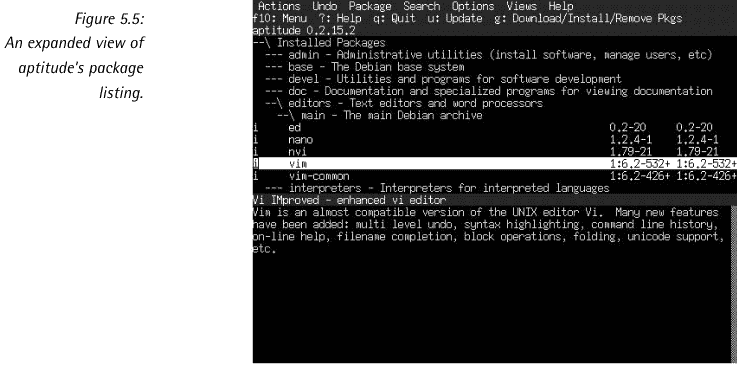 Figure 5.5:
An expanded view of
aptitude's package
listing.
Actions Undo Package Search Options Views Help
f10: Menu ?: Help q: Quit u: Update g: Download/Install/Remove Pkgs
aptitude 0.2.15.2
--\ Installed Packages
--- admin - Administrative utilities (install software, manage users, etc)
--- base - The Debian base system
--- devel - Utilities and programs for software development
--- doc - Documentation and specialized programs for viewing documentation
--\ editors - Text editors and word processors
--\ main - The main Debian archive
i ed 0.2-20 0.2-20
i nano 1.2.4-1 1.2.4-1
i nvi 1.79-21 1.79-21
i vim 1:6.2-532+ 1:6.2-532+
i vim-common 1:6.2-426+ 1:6.2-426+
--- interpreters - Interpreters for interpreted languages
Vi IMproved - enhanced vi editor
Vim is an almost compatible version of the UNIX editor Vi. Many new features
have been added: multi level undo, syntax highlighting, command line history,
on-line help, filename completion, block operations, folding, unicode support,
etc.